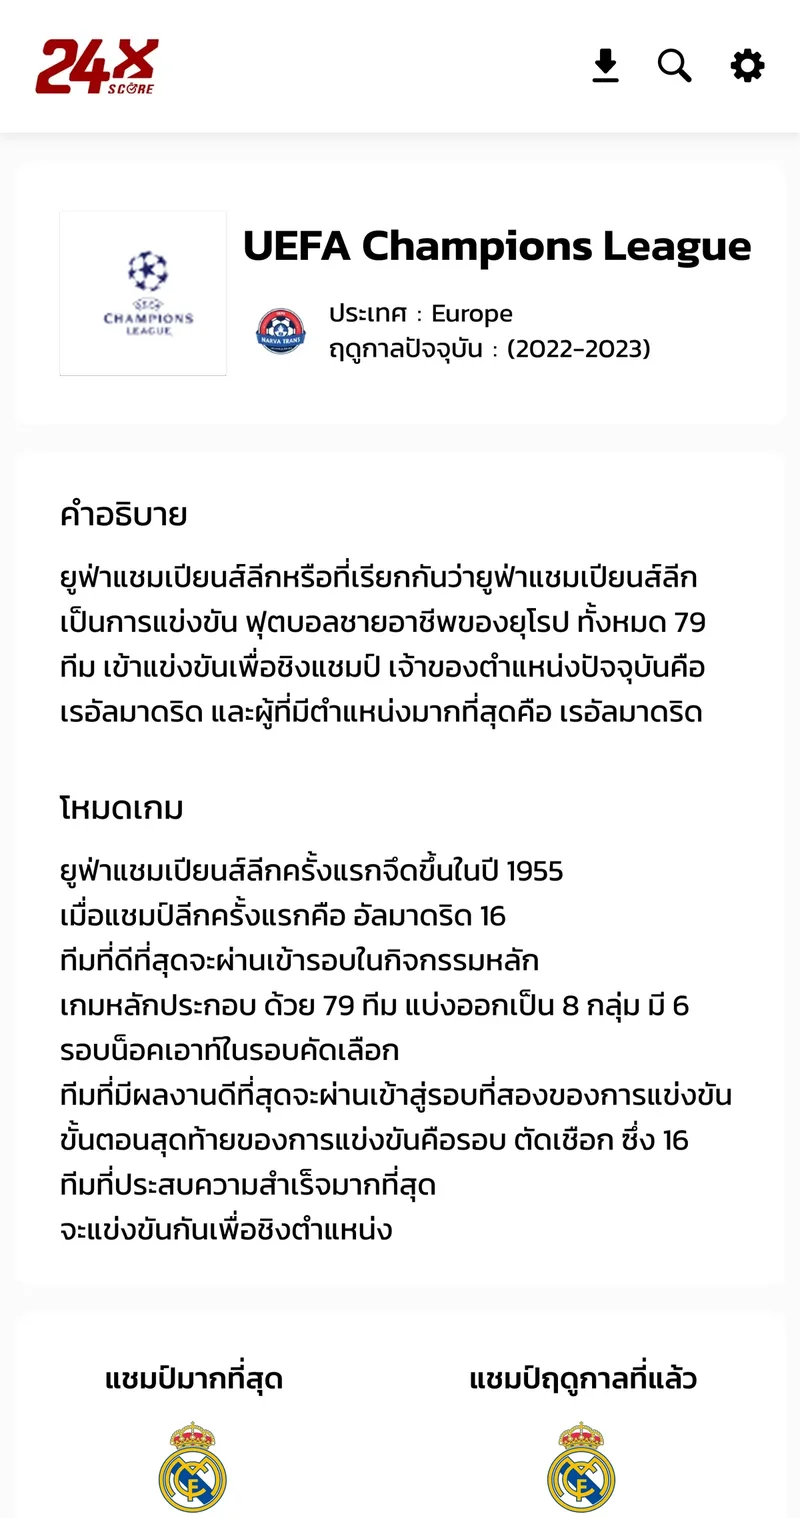 24X
SCORE
UEFA Champions League
CHAMPIONS
LEAGUE
NARVA TRANS
ประเทศ : Europe
ฤดูกาลปัจจุบัน : (2022-2023)
คำอธิบาย
ยูฟ่าแชมเปียนส์ลีกหรือที่เรียกกันว่ายูฟ่าแชมเปียนส์ลีก
เป็นการแข่งขัน ฟุตบอลชายอาชีพของยุโรป ทั้งหมด 79
ทีม เข้าแข่งขันเพื่อชิงแชมป์ เจ้าของตำแหน่งปัจจุบันคือ
เรอัลมาดริด และผู้ที่มีตำแหน่งมากที่สุดคือ เรอัลมาดริด
โหมดเกม
ยูฟ่าแชมเปียนส์ลีกครั้งแรกจึดขึ้นในปี 1955
เมื่อแชมป์ลีกครั้งแรกคือ อัลมาดริด 16
ทีมที่ดีที่สุดจะผ่านเข้ารอบในกิจกรรมหลัก
เกมหลักประกอบ ด้วย 79 ทีม แบ่งออกเป็น 8 กลุ่ม มี 6
รอบน็อคเอาท์ในรอบคัดเลือก
ทีมที่มีผลงานดีที่สุดจะผ่านเข้าสู่รอบที่สองของการแข่งขัน
ขั้นตอนสุดท้ายของการแข่งขันคือรอบ ตัดเชือก ซึ่ง 16
ทีมที่ประสบความสำเร็จมากที่สุด
จะแข่งขันกันเพื่อชิงตำแหน่ง
แชมป์มากที่สุด
แชมป์ฤดูกาลที่แล้ว